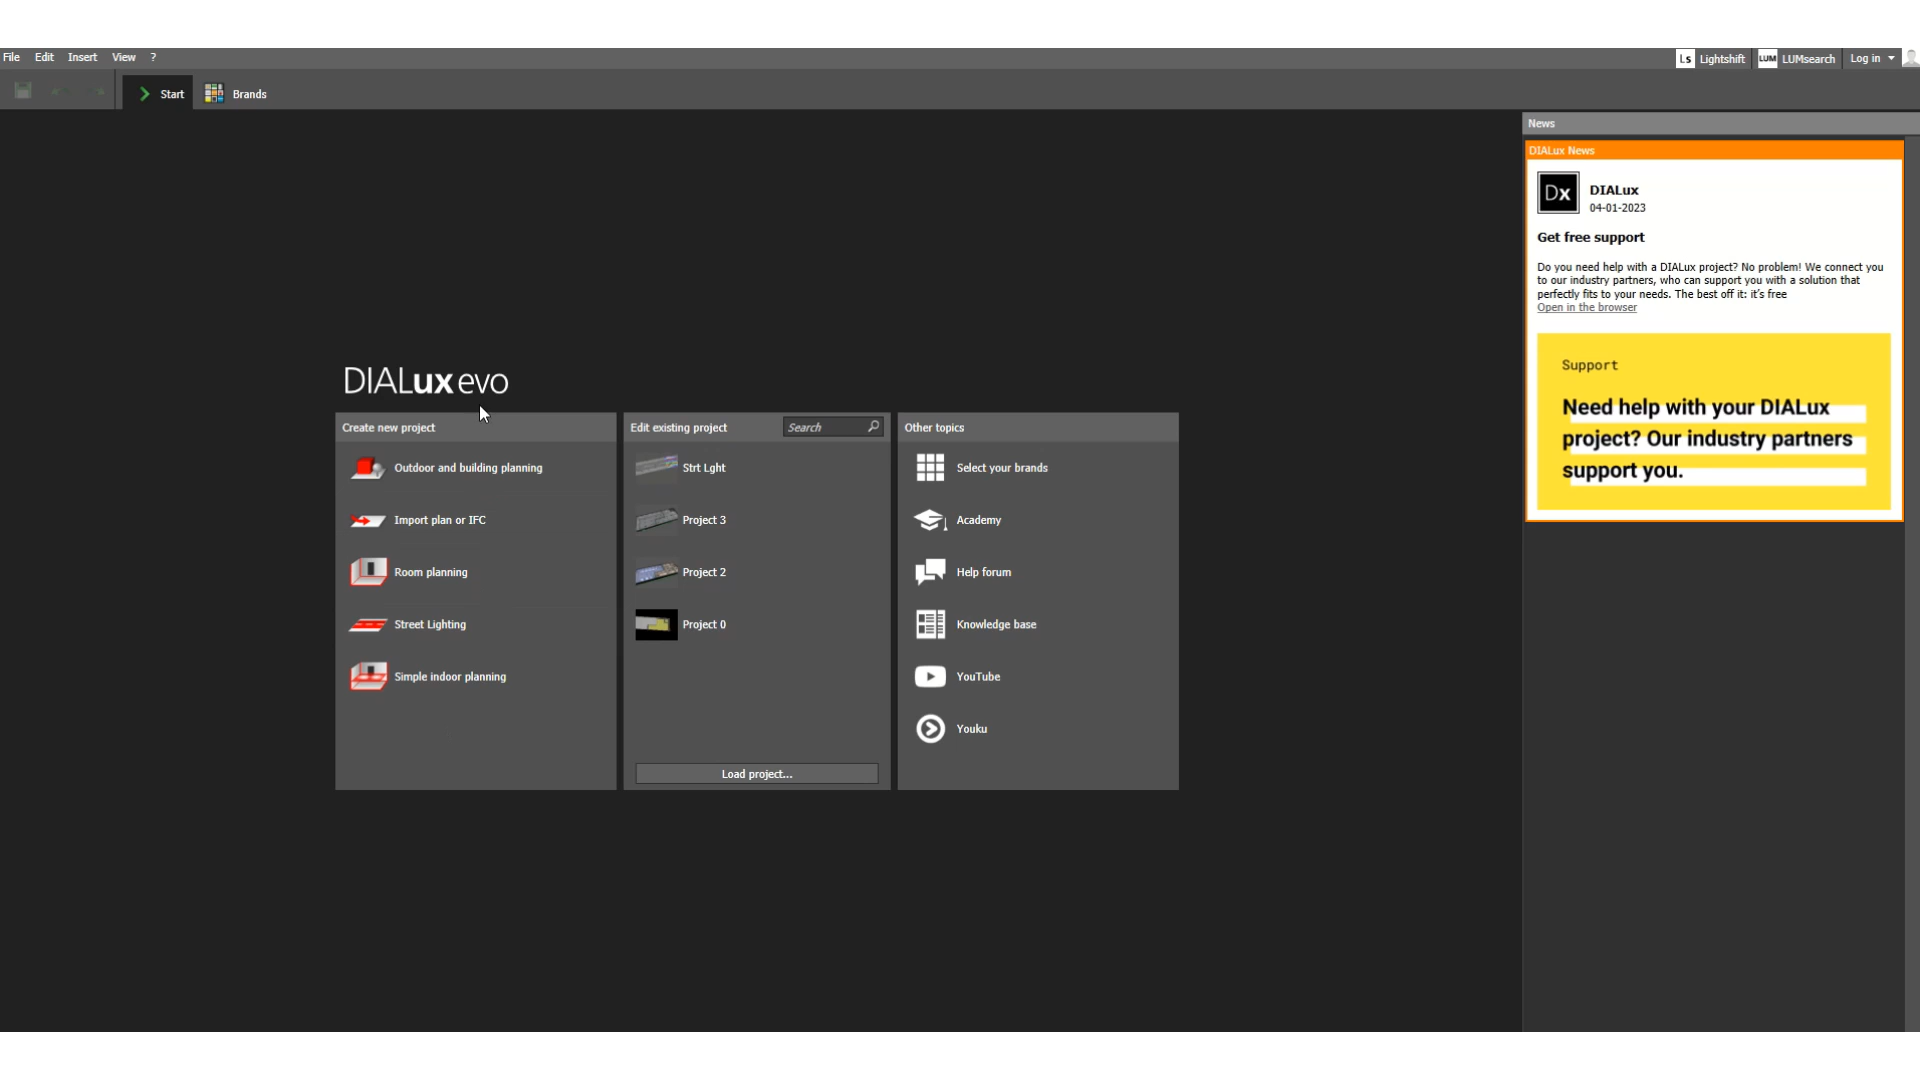 File Edit Insert View ?
Ls Lightshift LUM LUMsearch Log in
Start Brands
News
DIALux News
Dx DIALux
04-01-2023
Get free support
Do you need help with a DIALux project? No problem! We connect you
to our industry partners, who can support you with a solution that
perfectly fits to your needs. The best off it: it's free
Open in the browser
Support
Need help with your DIALux
project? Our industry partners
support you.
DIALux evo
Create new project
Outdoor and building planning
Import plan or IFC
Room planning
Street Lighting
Simple indoor planning
Edit existing project Search
Strt Lght
Project 3
Project 2
Project 0
Load project...
Other topics
Select your brands
Academy
Help forum
Knowledge base
YouTube
Youku